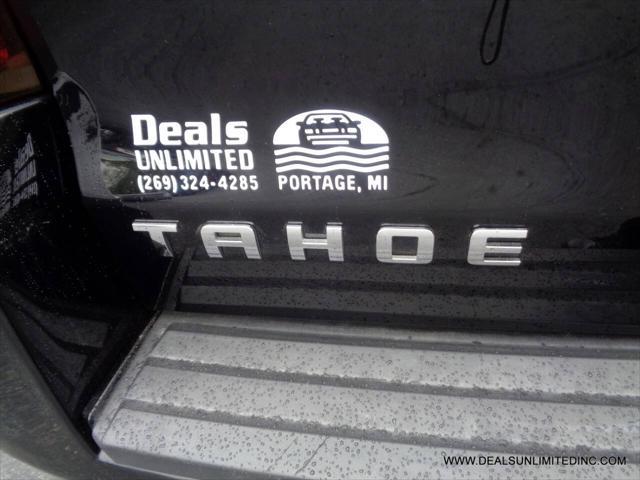 Deals
UNLIMITED
(269) 324-4285
PORTAGE, MI
TAHOE
WWW.DEALSUNLIMITEDINC.COM